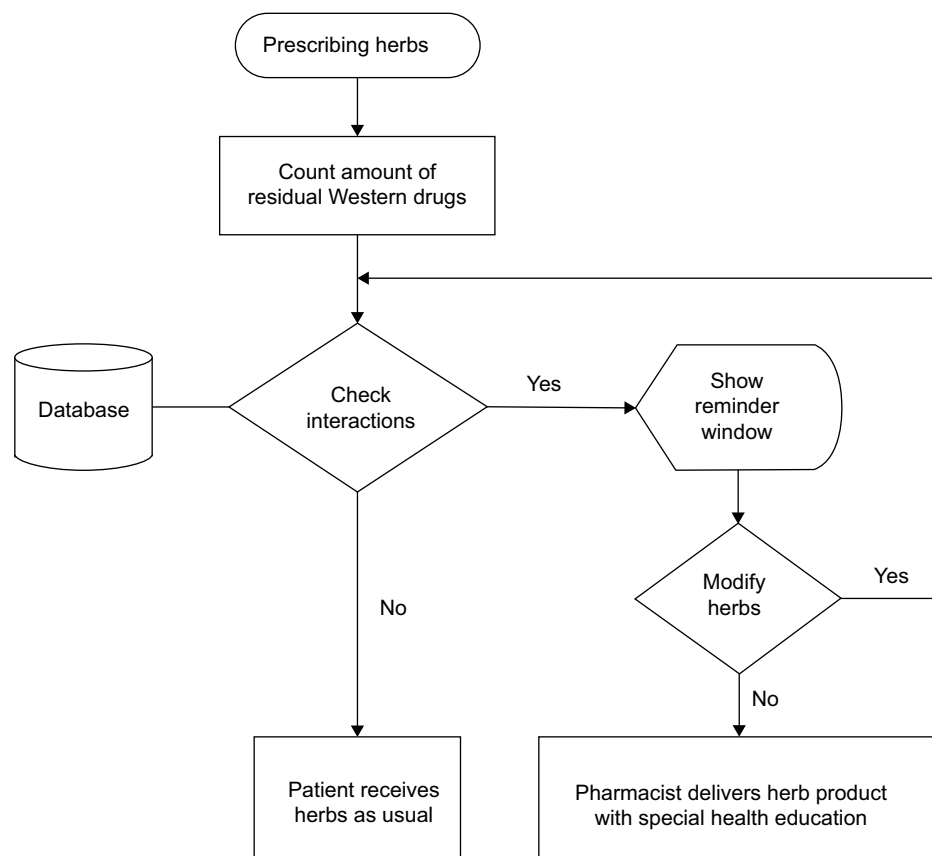 Prescribing herbs
Count amount of
residual Western drugs
Database
Check
interactions
Yes
Show
reminder
window
No
Modify
herbs
Yes
No
Patient receives
herbs as usual
Pharmacist delivers herb product
with special health education